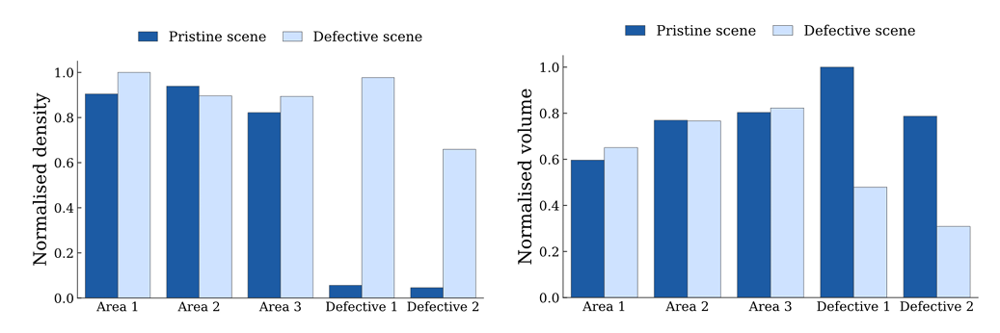 Pristine scene Defective scene
Normalised density
1.0
0.8
0.6
0.4
0.2
0.0
Area 1 Area 2 Area 3 Defective 1 Defective 2
Pristine scene Defective scene
Normalised volume
1.0
0.8
0.6
0.4
0.2
0.0
Area 1 Area 2 Area 3 Defective 1 Defective 2